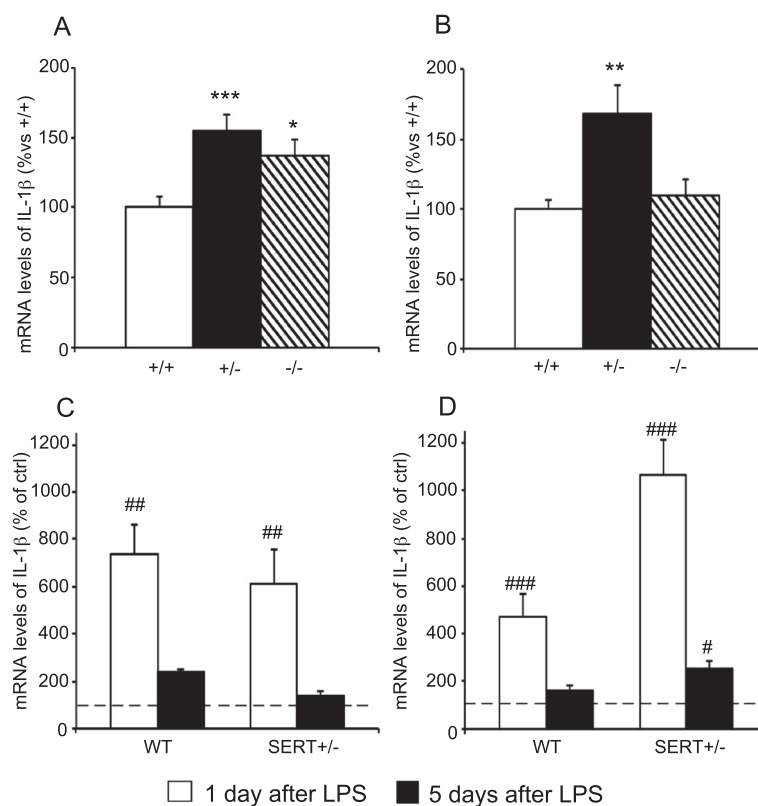 A
mRNA levels of IL-1β (%vs +/+)
200
150
100
50
0
***
*
+/+ +/- -/-
B
mRNA levels of IL-1β (%vs +/+)
200
150
100
50
0
**
+/+ +/- -/-
C
mRNA levels of IL-1β (% of ctrl)
1200
1000
800
600
400
200
0
##
##
WT SERT+/-
D
mRNA levels of IL-1β (% of ctrl)
1200
1000
800
600
400
200
0
###
###
#
WT SERT+/-
1 day after LPS 5 days after LPS